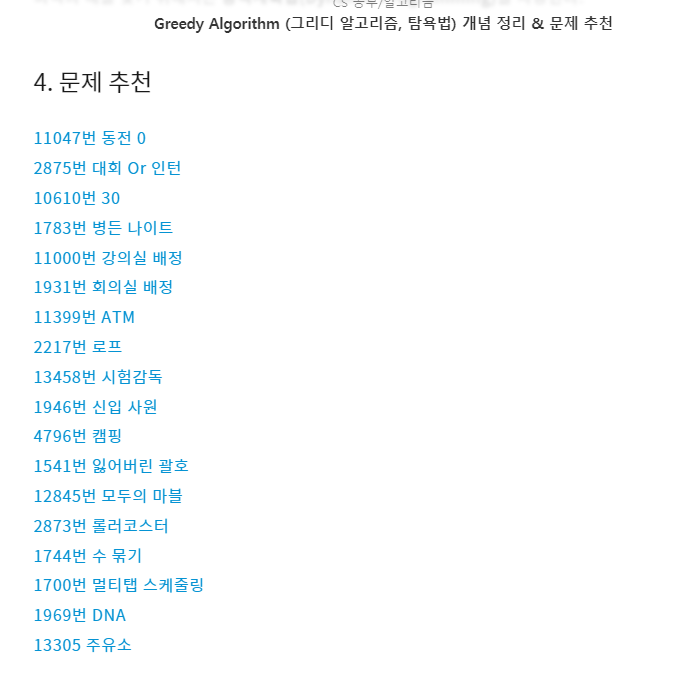 CS 공부/알고리즘
Greedy Algorithm (그리디 알고리즘, 탐욕법) 개념 정리 & 문제 추천
4. 문제 추천
11047번 동전 0
2875번 대회 Or 인턴
10610번 30
1783번 병든 나이트
11000번 강의실 배정
1931번 회의실 배정
11399번 ATM
2217번 로프
13458번 시험감독
1946번 신입 사원
4796번 캠핑
1541번 잃어버린 괄호
12845번 모두의 마블
2873번 롤러코스터
1744번 수 묶기
1700번 멀티탭 스케줄링
1969번 DNA
13305 주유소